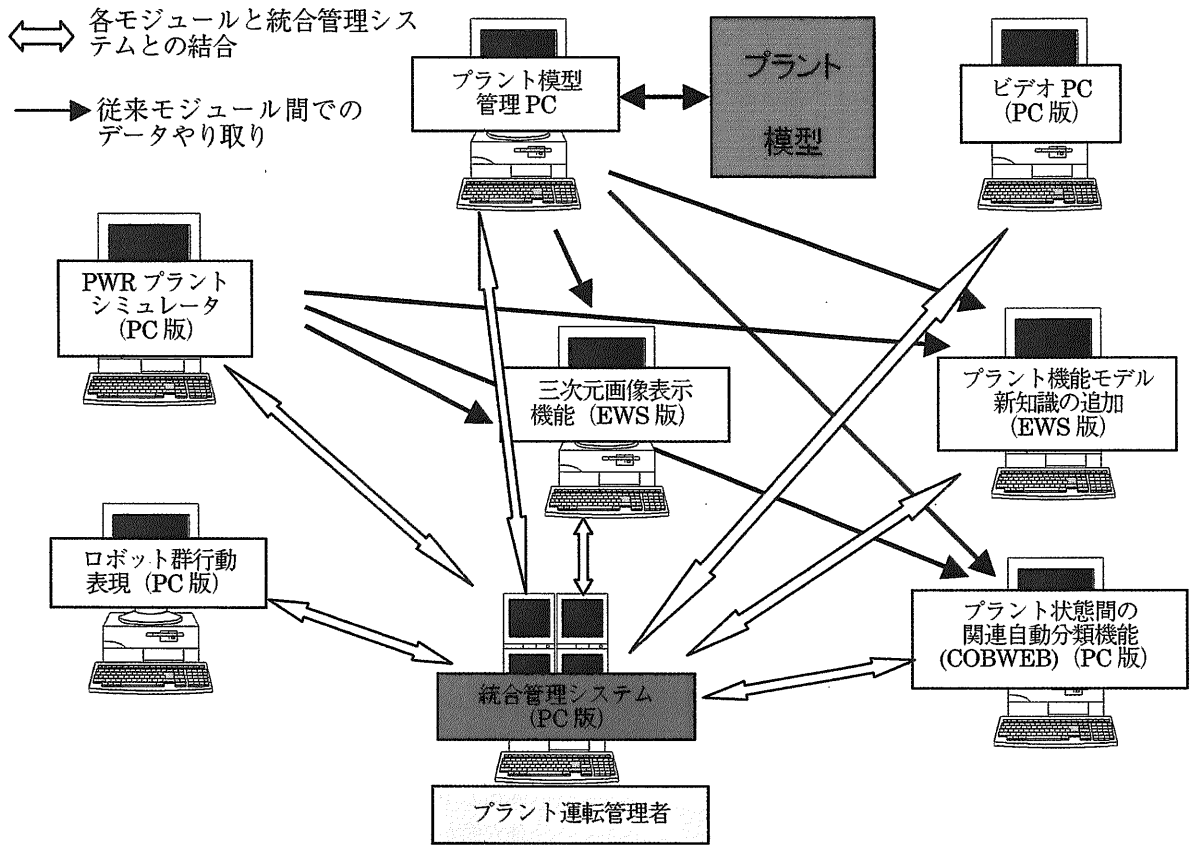 各モジュールと統合管理シス
テムとの結合
従来モジュール間での
データやり取り
プラント模型
管理PC
プラント
模型
ビデオPC
(PC版)
PWRプラント
シミュレータ
(PC版)
三次元画像表示
機能 (EWS版)
プラント機能モデル
新知識の追加
(EWS版)
ロボット群行動
表現 (PC版)
プラント状態間の
関連自動分類機能
(COBWEB) (PC版)
統合管理システム
(PC版)
プラント運転管理者